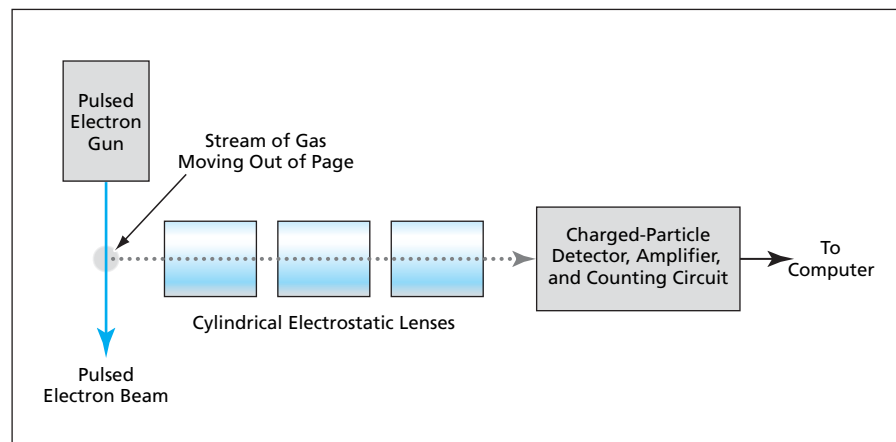 Pulsed
Electron
Gun
Stream of Gas
Moving Out of Page
Charged-Particle
Detector, Amplifier,
and Counting Circuit
To
Computer
Cylindrical Electrostatic Lenses
Pulsed
Electron Beam